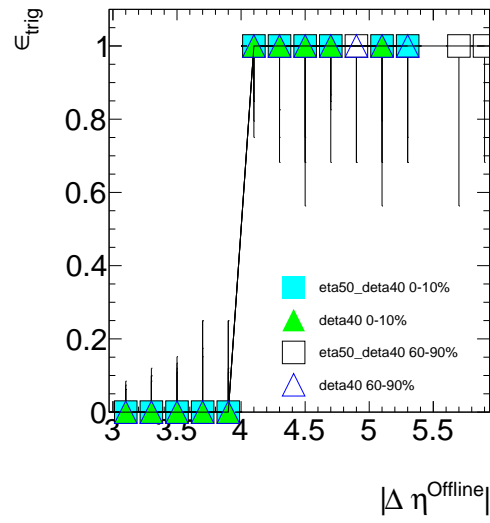 ϵtrig
1
0.8
0.6
0.4
0.2
0
eta50_deta40 0-10%
deta40 0-10%
eta50_deta40 60-90%
deta40 60-90%
3 3.5 4 4.5 5 5.5
|Δ η^Offline|